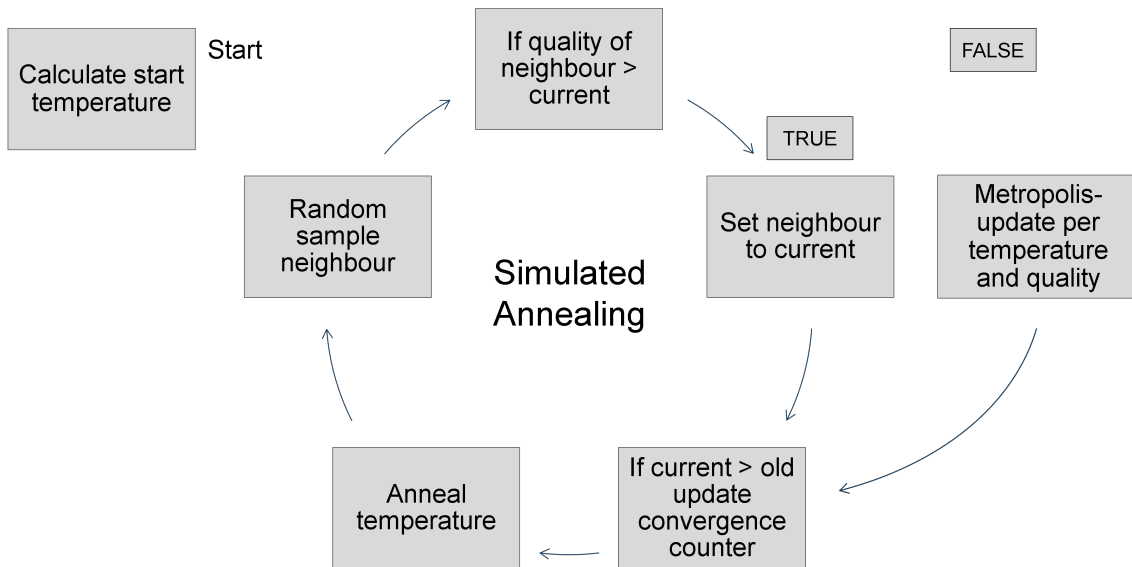 Calculate start
temperature
Start
If quality of
neighbour >
current
FALSE
TRUE
Random
sample
neighbour
Set neighbour
to current
Metropolis-
update per
temperature
and quality
Simulated
Annealing
Anneal
temperature
If current > old
update
convergence
counter